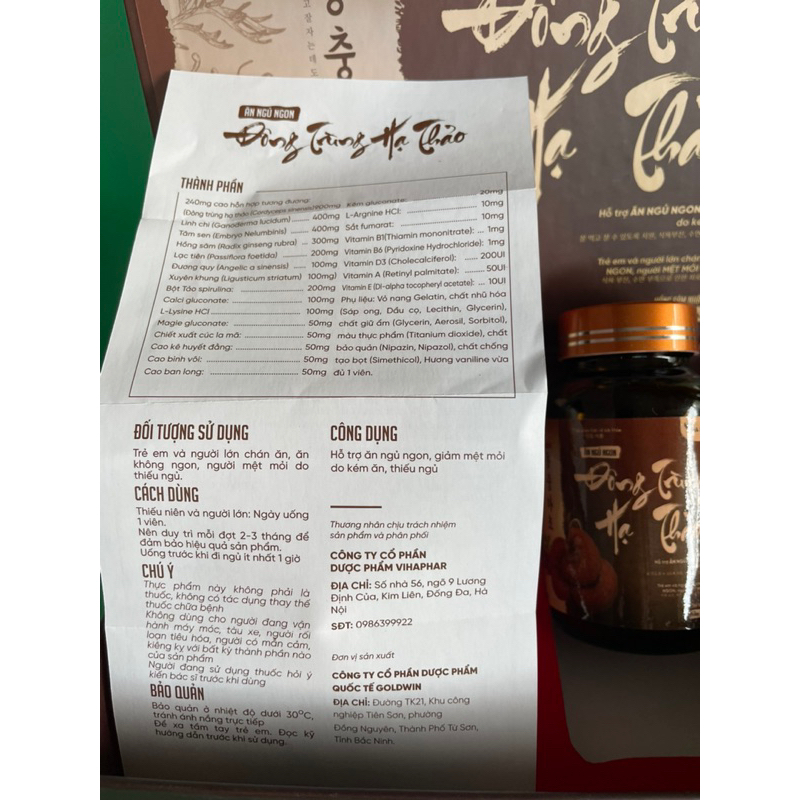 ĂN NGỦ NGON
Đông Trùng Hạ Thảo
THÀNH PHẦN
240mg cao hỗn hợp tương đương:
(Đông trùng hạ thảo (Cordyceps sinensis)600mg
Linh chi (Ganoderma lucidum) ........ 400mg
Tâm sen (Embryo Nelumbinis) ........ 400mg
Hồng sâm (Radix ginseng rubra) .... 300mg
Lạc tiên (Passiflora foetida) ............ 200mg
Đương quy (Angelic a sinensis) ...... 100mg
Xuyên khung (Ligusticum striatum) 100mg)
Bột Tảo spirulina: ............ 200mg
Calci gluconate: ............ 100mg
L-Lysine HCl ............ 100mg
Magie gluconate: ............ 50mg
Chiết xuất cúc la mã: ............ 50mg
Cao kê huyết đằng: ............ 50mg
Cao bình vôi: ............ 50mg
Cao ban long: ............ 50mg
Kẽm gluconate: ............ 20mg
L-Argnine HCl: ............ 10mg
Sắt fumarat: ............ 10mg
Vitamin B1(Thiamin mononitrate): ... 1mg
Vitamin B6 (Pyridoxine Hydrochloride): 1mg
Vitamin D3 (Cholecalciferol): ...... 200UI
Vitamin A (Retinyl palmitate): ........ 50UI
Vitamin E (Dl-alpha tocopheryl acetate): ... 10UI
Phụ liệu: Vỏ nang Gelatin, chất nhũ hóa
(Sáp ong, Dầu cọ, Lecithin, Glycerin),
chất giữ ẩm (Glycerin, Aerosil, Sorbitol),
màu thực phẩm (Titanium dioxide), chất
bảo quản (Nipazin, Nipazol), chất chống
tạo bọt (Simethicol), Hương vaniline vừa
đủ 1 viên.
ĐỐI TƯỢNG SỬ DỤNG
Trẻ em và người lớn chán ăn, ăn
không ngon, người mệt mỏi do
thiếu ngủ.
CÁCH DÙNG
Thiếu niên và người lớn: Ngày uống
1 viên.
Nên duy trì mỗi đợt 2-3 tháng để
đảm bảo hiệu quả sản phẩm.
Uống trước khi đi ngủ ít nhất 1 giờ
CHÚ Ý
Thực phẩm này không phải là
thuốc, không có tác dụng thay thế
thuốc chữa bệnh
Không dùng cho người đang vận
hành máy móc, tàu xe, người rối
loạn tiêu hóa, người có mẫn cảm,
kiêng kỵ với bất kỳ thành phần nào
của sản phẩm
Người đang sử dụng thuốc hỏi ý
kiến bác sĩ trước khi dùng
BẢO QUẢN
Bảo quản ở nhiệt độ dưới 30°C,
tránh ánh nắng trực tiếp
Để xa tầm tay trẻ em. Đọc kỹ
hướng dẫn trước khi sử dụng.
CÔNG DỤNG
Hỗ trợ ăn ngủ ngon, giảm mệt mỏi
do kém ăn, thiếu ngủ
Thương nhân chịu trách nhiệm
sản phẩm và phân phối
CÔNG TY CỔ PHẦN
DƯỢC PHẨM VIHAPHAR
ĐỊA CHỈ: Số nhà 56, ngõ 9 Lương
Định Của, Kim Liên, Đống Đa, Hà
Nội
SĐT: 0986399922
Đơn vị sản xuất
CÔNG TY CỔ PHẦN DƯỢC PHẨM
QUỐC TẾ GOLDWIN
ĐỊA CHỈ: Đường TK21, Khu công
nghiệp Tiên Sơn, phường
Đồng Nguyên, Thành Phố Từ Sơn,
Tỉnh Bắc Ninh.
Đông Trù
Hạ Thả
Hỗ trợ ĂN NGỦ NGON
do ké
Trẻ em và người lớn chán
NGON, người MỆT MỎI
ĂN NGỦ NGON
Đông Trùn
Hạ Thả
Hỗ trợ ĂN NGỦ